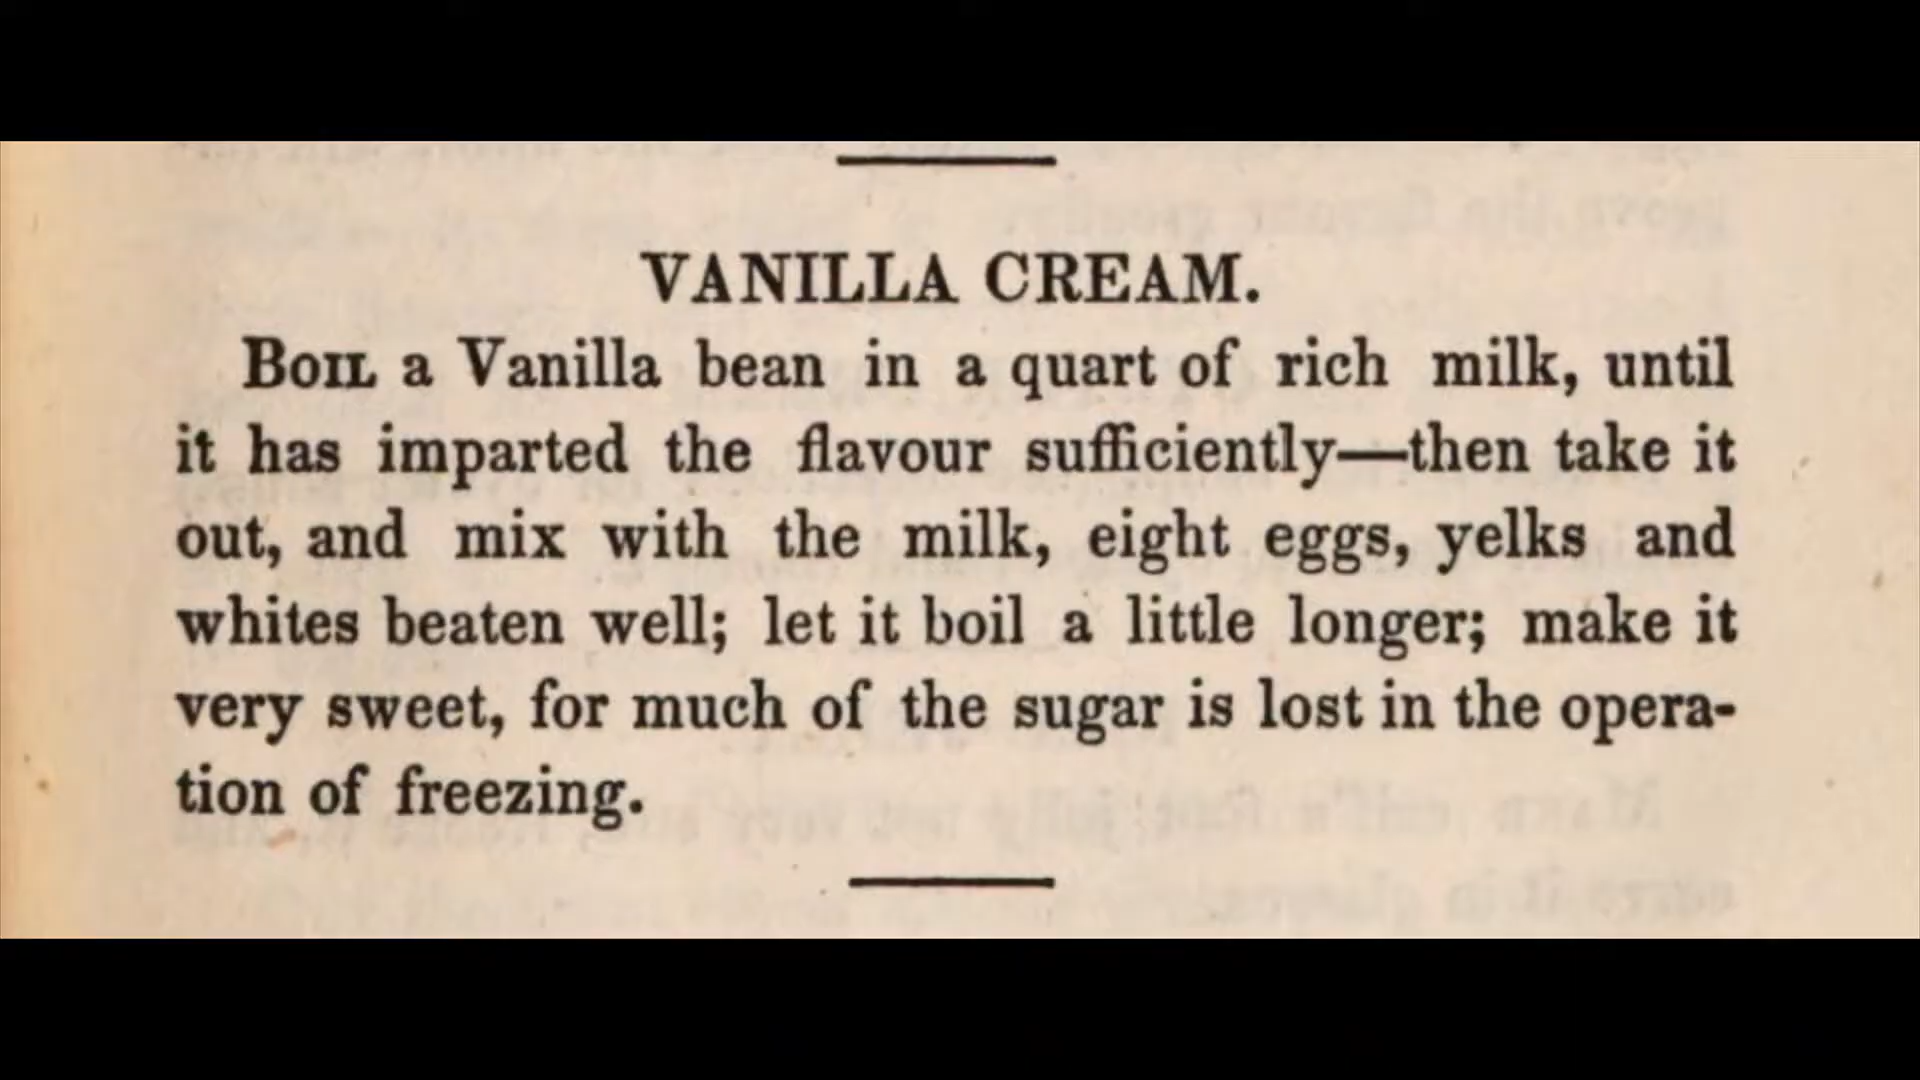 VANILLA CREAM.
BOIL a Vanilla bean in a quart of rich milk, until
it has imparted the flavour sufficiently—then take it
out, and mix with the milk, eight eggs, yelks and
whites beaten well; let it boil a little longer; make it
very sweet, for much of the sugar is lost in the opera-
tion of freezing.